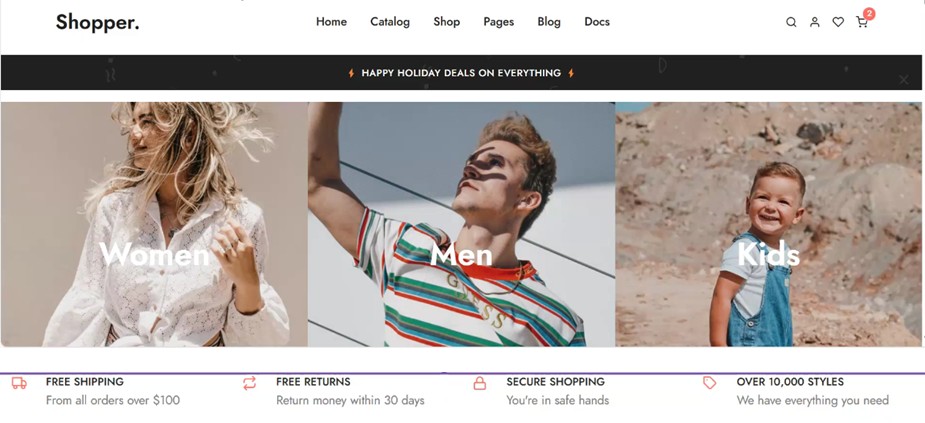 Shopper.
Home Catalog Shop Pages Blog Docs
2
HAPPY HOLIDAY DEALS ON EVERYTHING
Women
Men
GUESS
Kids
FREE SHIPPING
From all orders over $100
FREE RETURNS
Return money within 30 days
SECURE SHOPPING
You're in safe hands
OVER 10,000 STYLES
We have everything you need